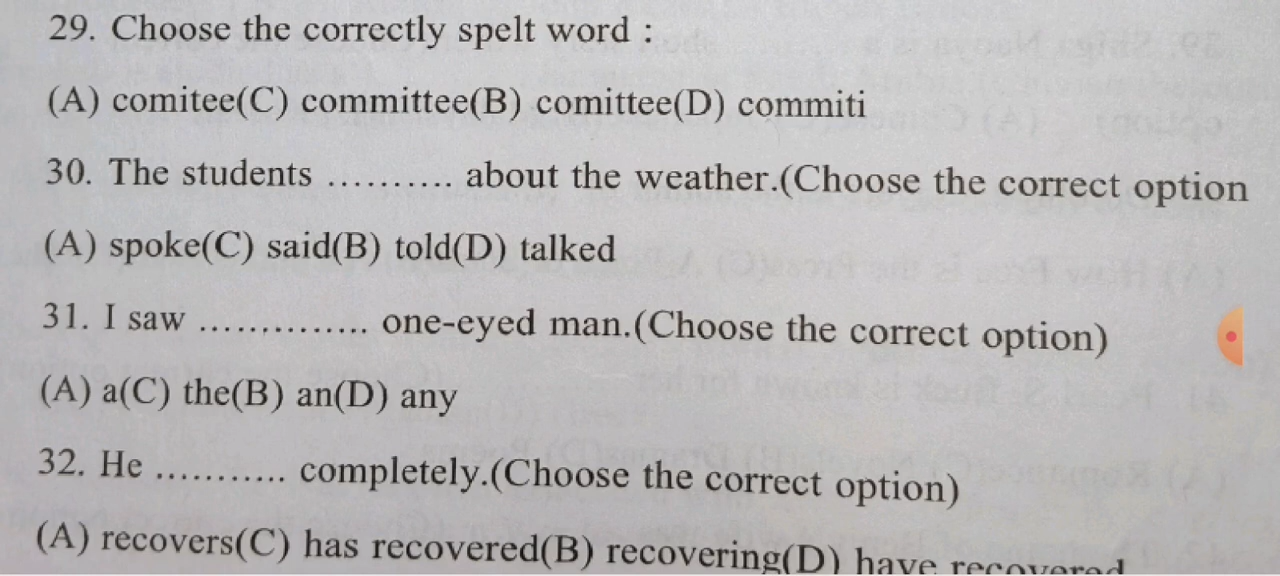 29. Choose the correctly spelt word :
(A) comitee(C) committee(B) comittee(D) commiti
30. The students .......... about the weather.(Choose the correct option
(A) spoke(C) said(B) told(D) talked
31. I saw .............. one-eyed man.(Choose the correct option)
(A) a(C) the(B) an(D) any
32. He ........... completely.(Choose the correct option)
(A) recovers(C) has recovered(B) recovering(D) have recovered